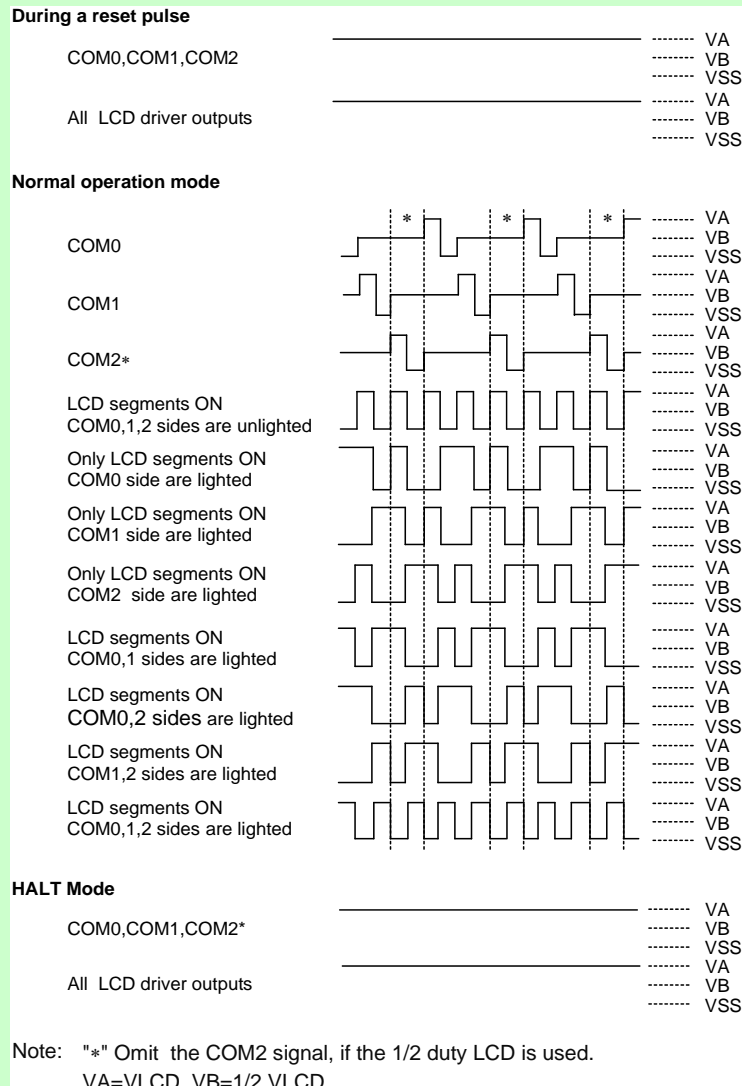 During a reset pulse
VA
COM0,COM1,COM2
VB
VSS
VA
All LCD driver outputs
VB
VSS
Normal operation mode
* * *
VA
COM0
VB
VSS
VA
COM1
VB
VSS
VA
COM2*
VB
VSS
LCD segments ON
VA
COM0,1,2 sides are unlighted
VB
VSS
Only LCD segments ON
VA
COM0 side are lighted
VB
VSS
Only LCD segments ON
VA
COM1 side are lighted
VB
VSS
Only LCD segments ON
VA
COM2 side are lighted
VB
VSS
LCD segments ON
VA
COM0,1 sides are lighted
VB
VSS
LCD segments ON
VA
COM0,2 sides are lighted
VB
VSS
LCD segments ON
VA
COM1,2 sides are lighted
VB
VSS
LCD segments ON
VA
COM0,1,2 sides are lighted
VB
VSS
HALT Mode
VA
COM0,COM1,COM2*
VB
VSS
VA
All LCD driver outputs
VB
VSS
Note: "*" Omit the COM2 signal, if the 1/2 duty LCD is used.
VA=VLCD, VB=1/2 VLCD